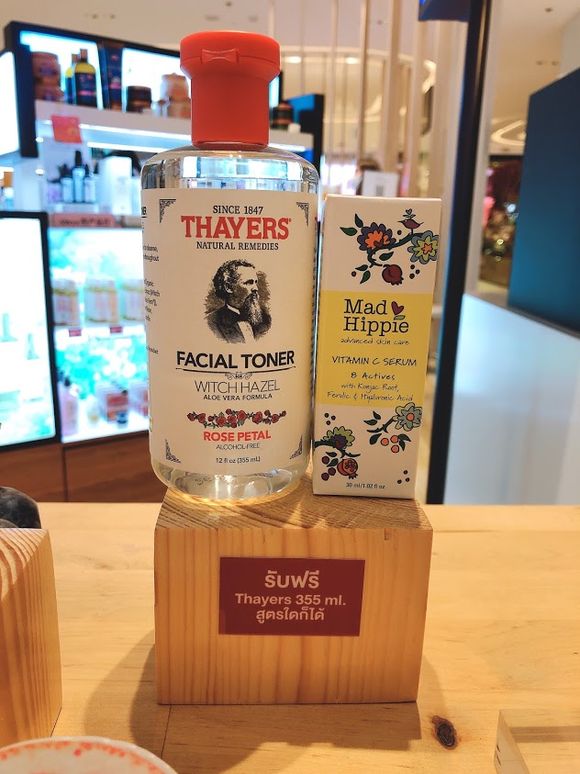 SINCE 1847
THAYERS®
NATURAL REMEDIES
FACIAL TONER
WITCH HAZEL
ALOE VERA FORMULA
ROSE PETAL
ALCOHOL-FREE
12 fl oz (355 mL)
Mad
Hippie
advanced skin care
VITAMIN C SERUM
8 Actives
with Konjac Root,
Ferulic & Hyaluronic Acid
30 ml/1.02 fl oz
รับฟรี
Thayers 355 ml.
สูตรใดก็ได้